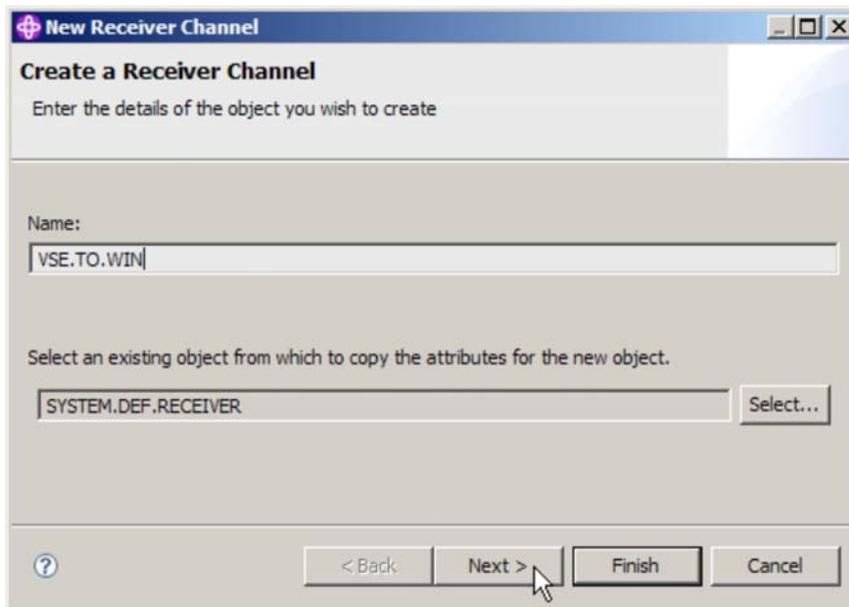 New Receiver Channel
Create a Receiver Channel
Enter the details of the object you wish to create
Name:
VSE.TO.WIN
Select an existing object from which to copy the attributes for the new object.
SYSTEM.DEF.RECEIVER
Select...
?
< Back
Next >
Finish
Cancel